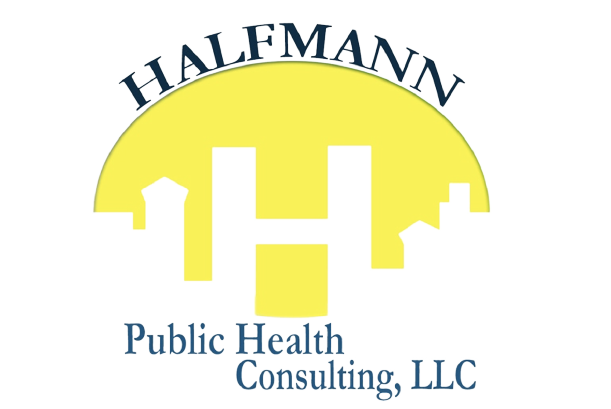 HALFMANN
H
Public Health
Consulting, LLC